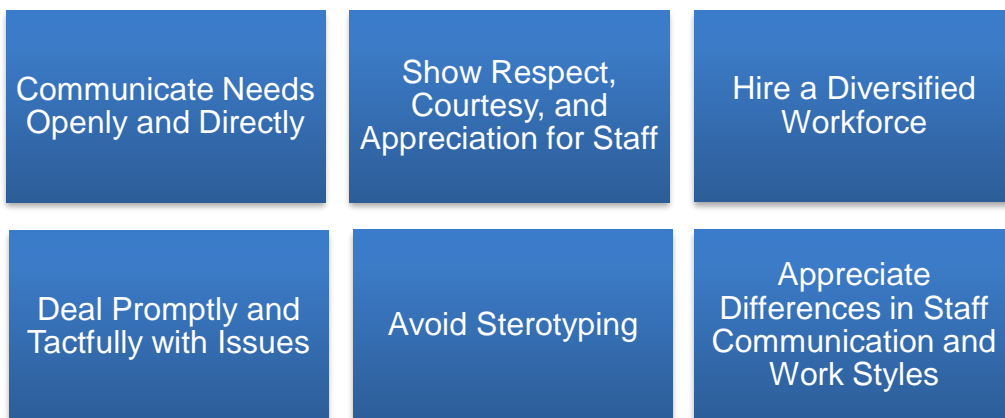 Communicate Needs
Openly and Directly
Show Respect,
Courtesy, and
Appreciation for Staff
Hire a Diversified
Workforce
Deal Promptly and
Tactfully with Issues
Avoid Sterotyping
Appreciate
Differences in Staff
Communication and
Work Styles